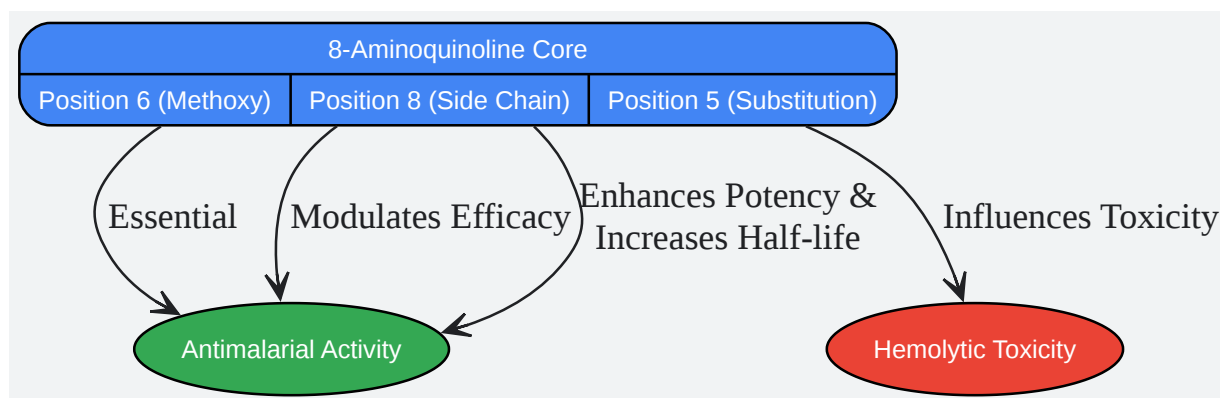 8-Aminoquinoline Core
Position 6 (Methoxy)
Position 8 (Side Chain)
Position 5 (Substitution)
Essential
Modulates Efficacy
Enhances Potency &
Increases Half-life
Influences Toxicity
Antimalarial Activity
Hemolytic Toxicity